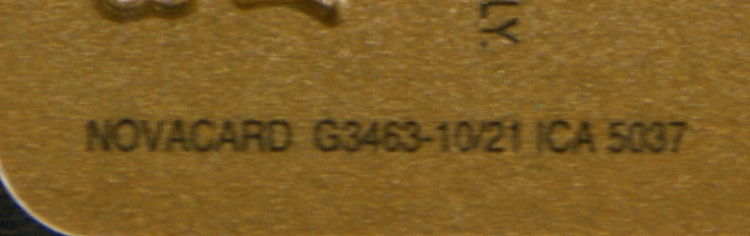 LY.
NOVACARD G3463-10/21 ICA 5037